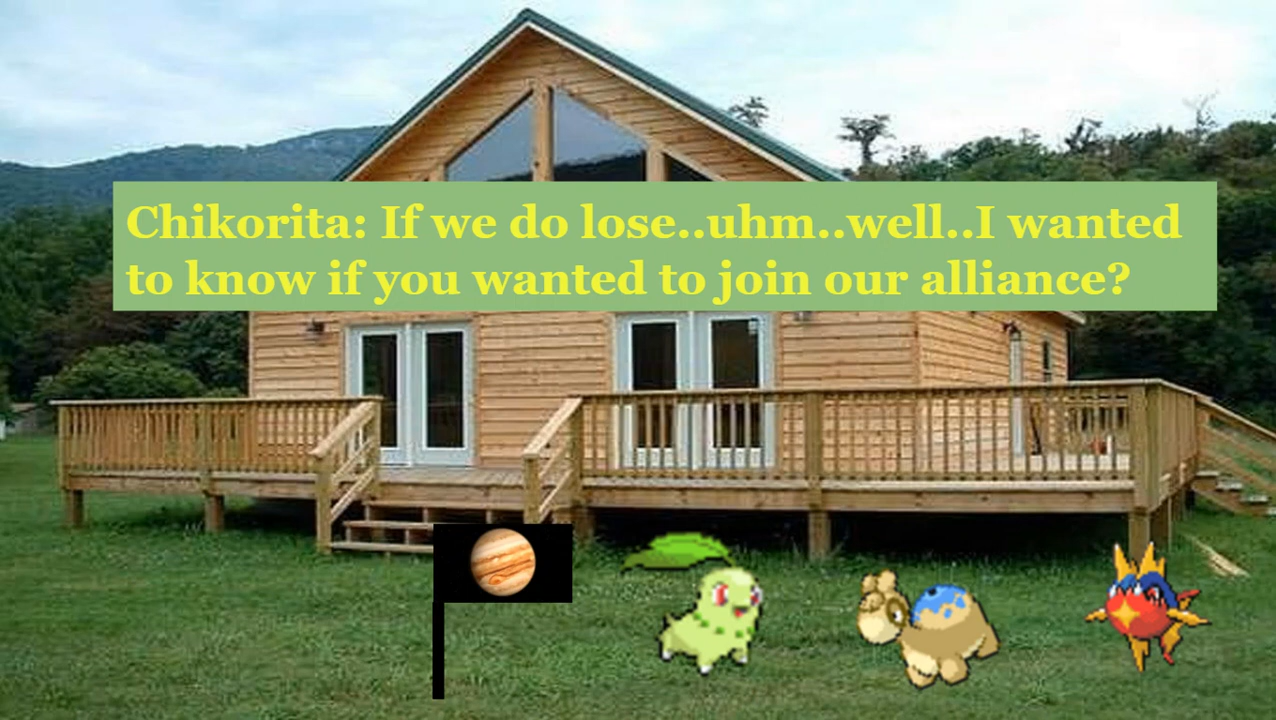 Chikorita: If we do lose..uhm..well..I wanted
to know if you wanted to join our alliance?